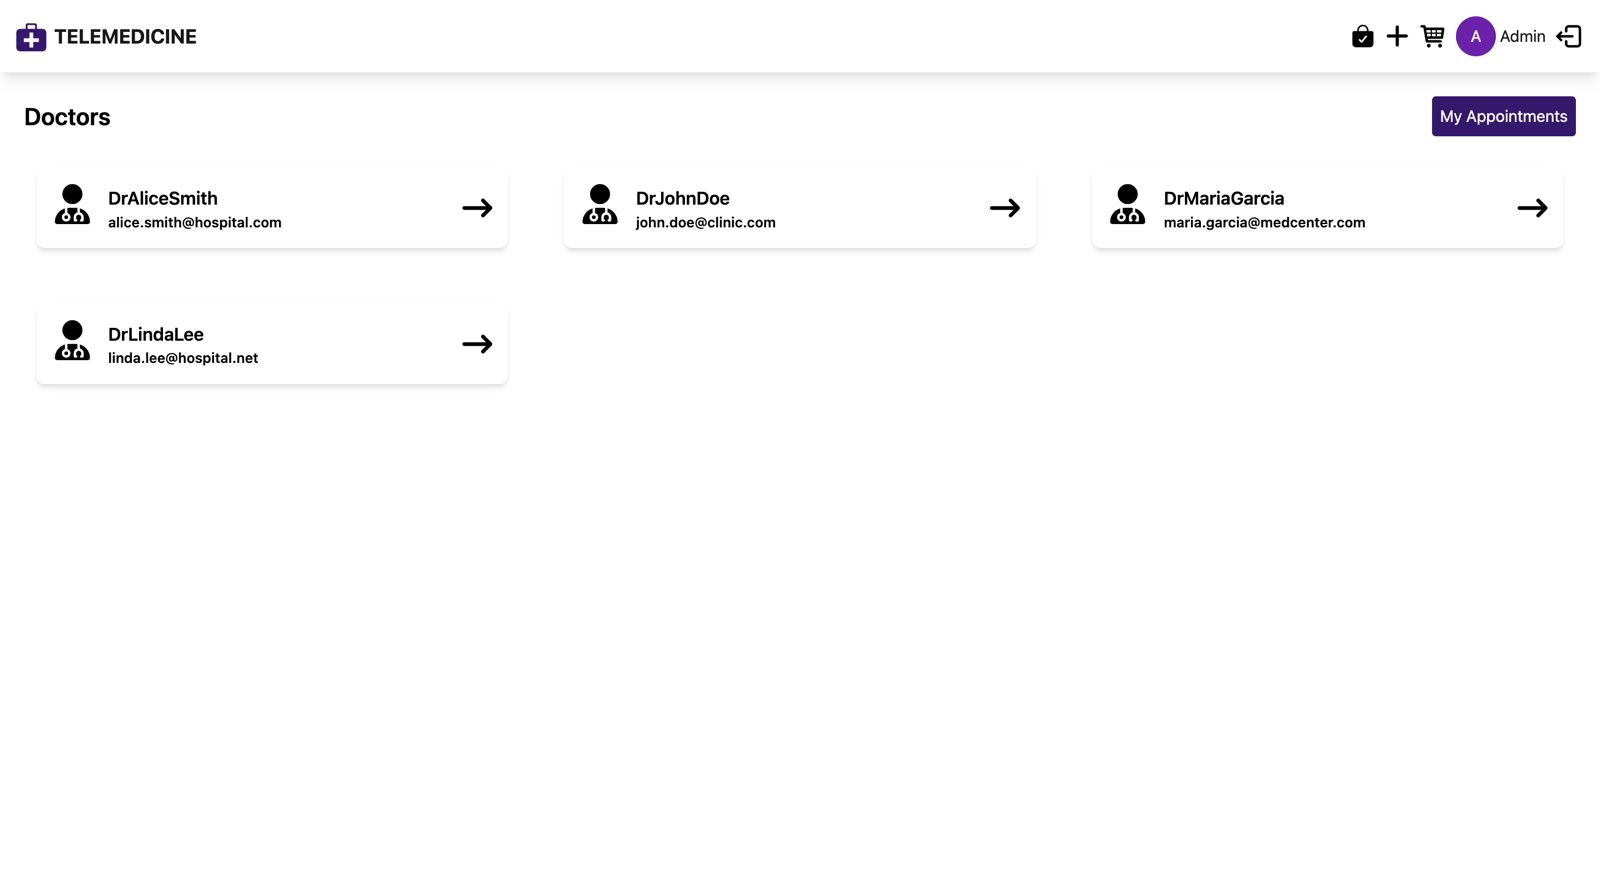 TELEMEDICINE
A Admin
Doctors
My Appointments
DrAliceSmith
alice.smith@hospital.com
DrJohnDoe
john.doe@clinic.com
DrMariaGarcia
maria.garcia@medcenter.com
DrLindaLee
linda.lee@hospital.net